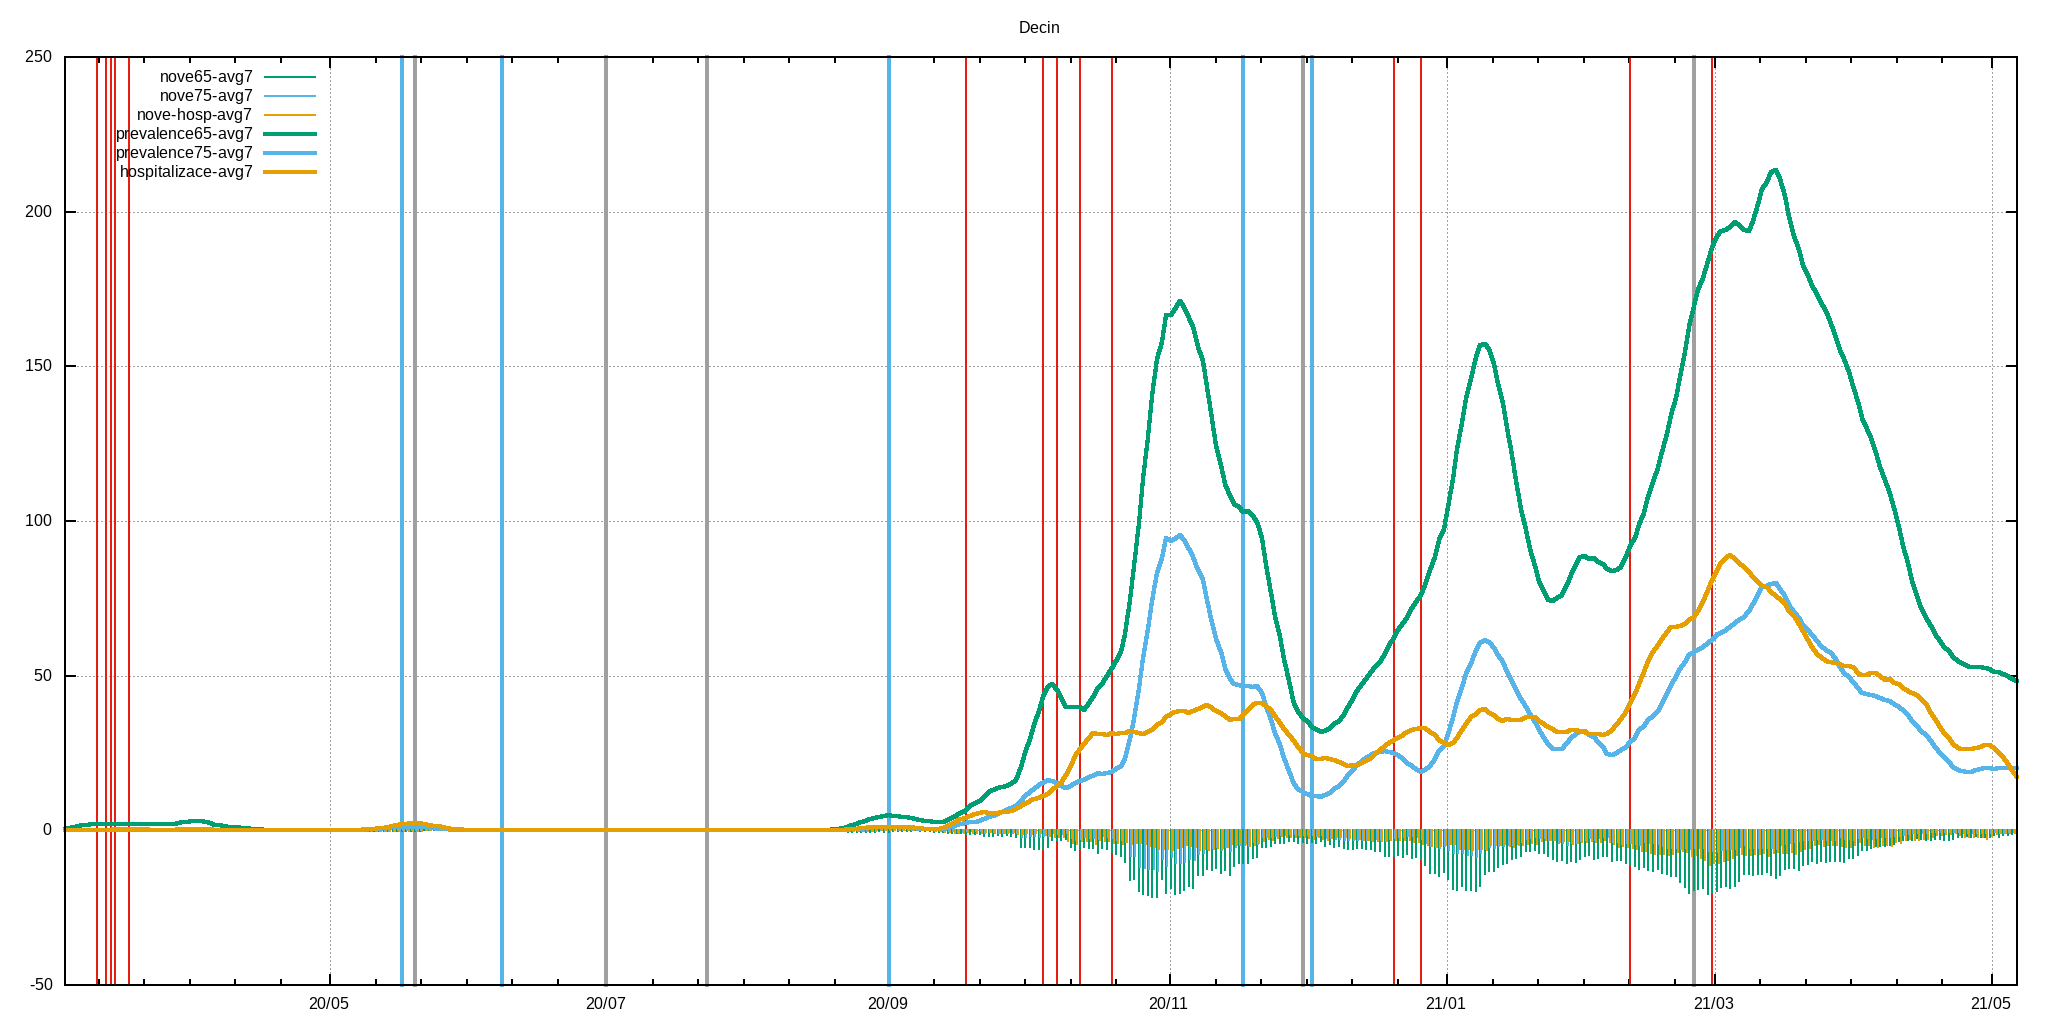 Decin
250
200
150
100
50
0
-50
nove65-avg7
nove75-avg7
nove-hosp-avg7
prevalence65-avg7
prevalence75-avg7
hospitalizace-avg7
20/05 20/07 20/09 20/11 21/01 21/03 21/05